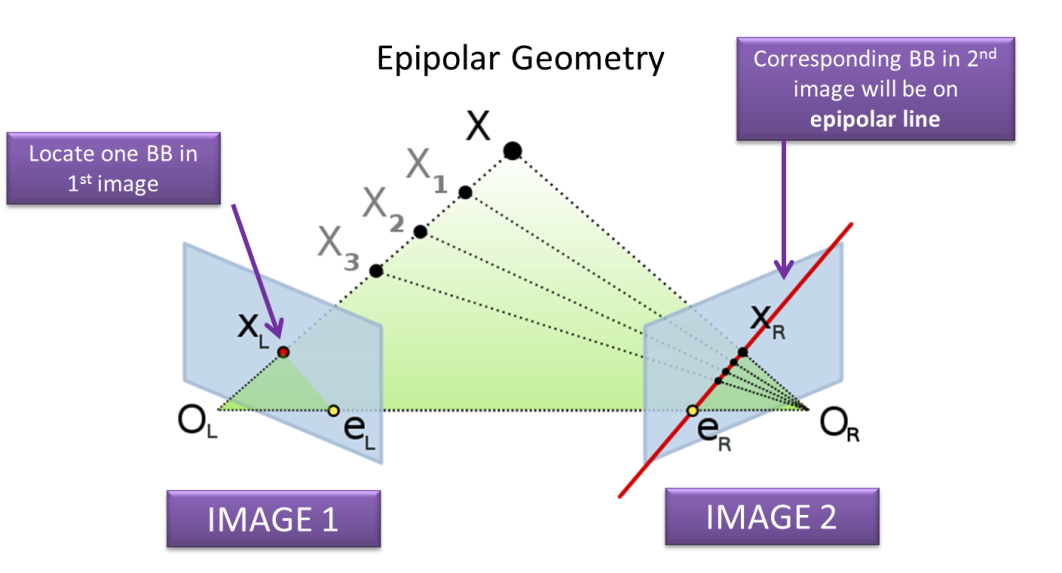 Epipolar Geometry
Corresponding BB in 2nd
image will be on
epipolar line
Locate one BB in
1st image
X
X1
X2
X3
xL
xR
OL
eL
eR
OR
IMAGE 1
IMAGE 2